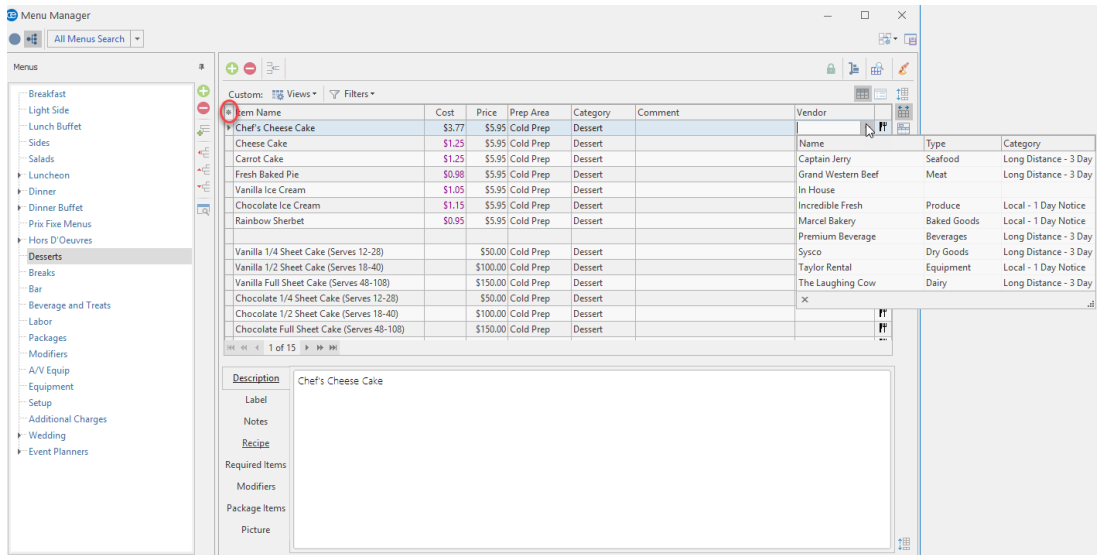 Menu Manager
All Menus Search
Menus
Breakfast
Light Side
Lunch Buffet
Sides
Salads
Luncheon
Dinner
Dinner Buffet
Prix Fixe Menus
Hors D'Oeuvres
Desserts
Breaks
Bar
Beverage and Treats
Labor
Packages
Modifiers
A/V Equip
Equipment
Setup
Additional Charges
Wedding
Event Planners
Custom: Views Filters
Item Name Cost Price Prep Area Category Comment Vendor
Chef's Cheese Cake $3.77 $5.95 Cold Prep Dessert
Cheese Cake $1.25 $5.95 Cold Prep Dessert
Carrot Cake $1.25 $5.95 Cold Prep Dessert
Fresh Baked Pie $0.98 $5.95 Cold Prep Dessert
Vanilla Ice Cream $1.05 $5.95 Cold Prep Dessert
Chocolate Ice Cream $1.15 $5.95 Cold Prep Dessert
Rainbow Sherbet $0.95 $5.95 Cold Prep Dessert
Vanilla 1/4 Sheet Cake (Serves 12-28) $50.00 Cold Prep Dessert
Vanilla 1/2 Sheet Cake (Serves 18-40) $100.00 Cold Prep Dessert
Vanilla Full Sheet Cake (Serves 48-108) $150.00 Cold Prep Dessert
Chocolate 1/4 Sheet Cake (Serves 12-28) $50.00 Cold Prep Dessert
Chocolate 1/2 Sheet Cake (Serves 18-40) $100.00 Cold Prep Dessert
Chocolate Full Sheet Cake (Serves 48-108) $150.00 Cold Prep Dessert
Name Type Category
Captain Jerry Seafood Long Distance - 3 Day
Grand Western Beef Meat Long Distance - 3 Day
In House
Incredible Fresh Produce Local - 1 Day Notice
Marcel Bakery Baked Goods Local - 1 Day Notice
Premium Beverage Beverages Long Distance - 3 Day
Sysco Dry Goods Long Distance - 3 Day
Taylor Rental Equipment Local - 1 Day Notice
The Laughing Cow Dairy Long Distance - 3 Day
1 of 15
Description
Label
Notes
Recipe
Required Items
Modifiers
Package Items
Picture
Chef's Cheese Cake